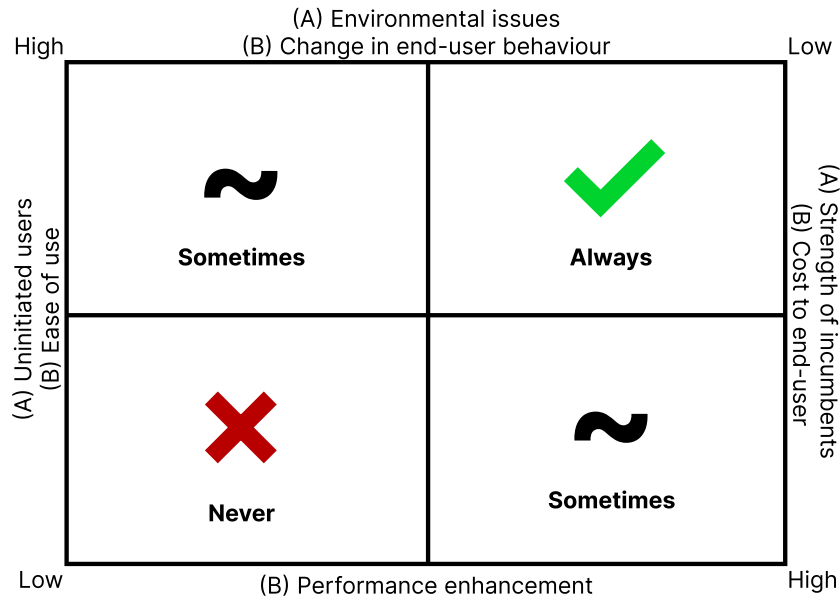 (A) Environmental issues
High
(B) Change in end-user behaviour
Low
(A) Uninitiated users
(B) Ease of use
Sometimes
Always
(A) Strength of incumbents
(B) Cost to end-user
Never
Sometimes
Low
(B) Performance enhancement
High